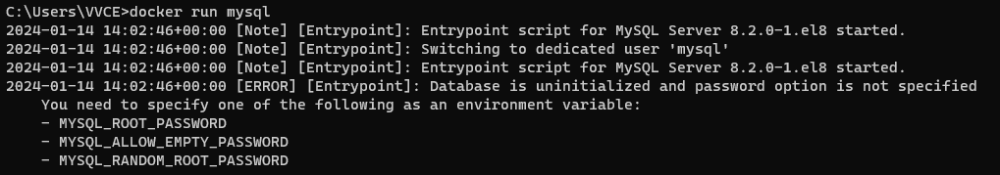 C:\Users\VVCE>docker run mysql
2024-01-14 14:02:46+00:00 [Note] [Entrypoint]: Entrypoint script for MySQL Server 8.2.0-1.el8 started.
2024-01-14 14:02:46+00:00 [Note] [Entrypoint]: Switching to dedicated user 'mysql'
2024-01-14 14:02:46+00:00 [Note] [Entrypoint]: Entrypoint script for MySQL Server 8.2.0-1.el8 started.
2024-01-14 14:02:46+00:00 [ERROR] [Entrypoint]: Database is uninitialized and password option is not specified
    You need to specify one of the following as an environment variable:
    - MYSQL_ROOT_PASSWORD
    - MYSQL_ALLOW_EMPTY_PASSWORD
    - MYSQL_RANDOM_ROOT_PASSWORD